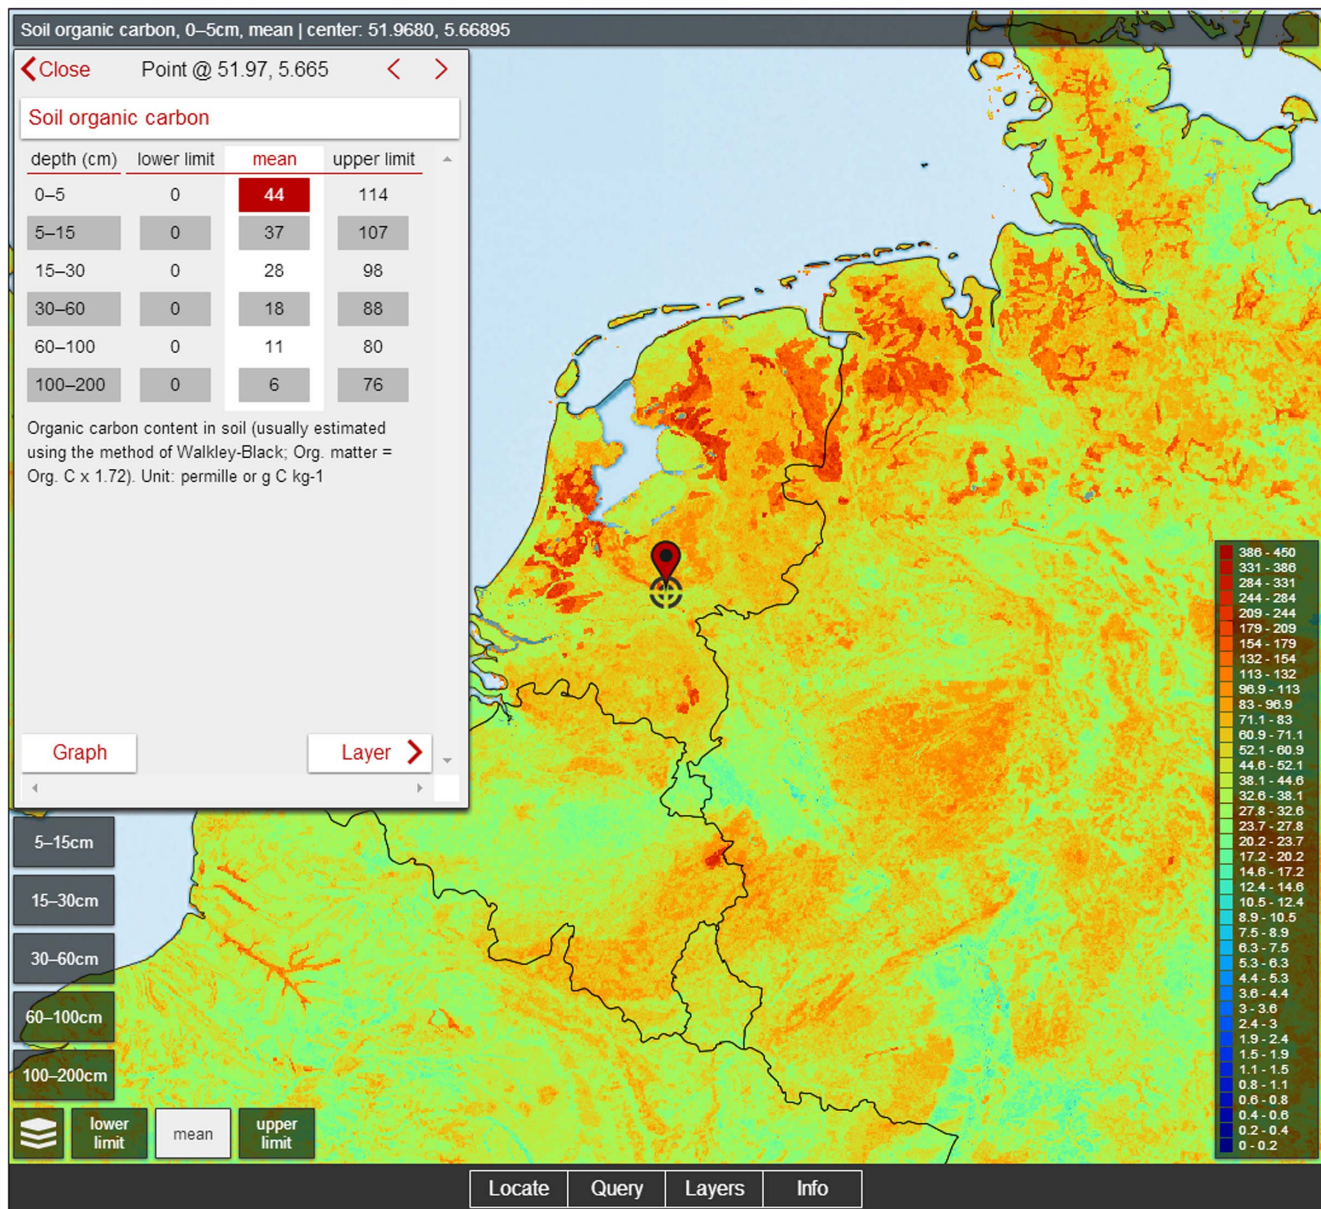 Soil organic carbon, 0–5cm, mean | center: 51.9680, 5.66895
Close Point @ 51.97, 5.665
Soil organic carbon
depth (cm) lower limit mean upper limit
0–5 0 44 114
5–15 0 37 107
15–30 0 28 98
30–60 0 18 88
60–100 0 11 80
100–200 0 6 76
Organic carbon content in soil (usually estimated
using the method of Walkley-Black; Org. matter =
Org. C x 1.72). Unit: permille or g C kg-1
Graph Layer
5–15cm
15–30cm
30–60cm
60–100cm
100–200cm
lower
limit
mean
upper
limit
386 - 450
331 - 386
284 - 331
244 - 284
209 - 244
179 - 209
154 - 179
132 - 154
113 - 132
96.9 - 113
83 - 96.9
71.1 - 83
60.9 - 71.1
52.1 - 60.9
44.6 - 52.1
38.1 - 44.6
32.6 - 38.1
27.8 - 32.6
23.7 - 27.8
20.2 - 23.7
17.2 - 20.2
14.6 - 17.2
12.4 - 14.6
10.5 - 12.4
8.9 - 10.5
7.5 - 8.9
6.3 - 7.5
5.3 - 6.3
4.4 - 5.3
3.6 - 4.4
3 - 3.6
2.4 - 3
1.9 - 2.4
1.5 - 1.9
1.1 - 1.5
0.8 - 1.1
0.6 - 0.8
0.4 - 0.6
0.2 - 0.4
0 - 0.2
Locate Query Layers Info